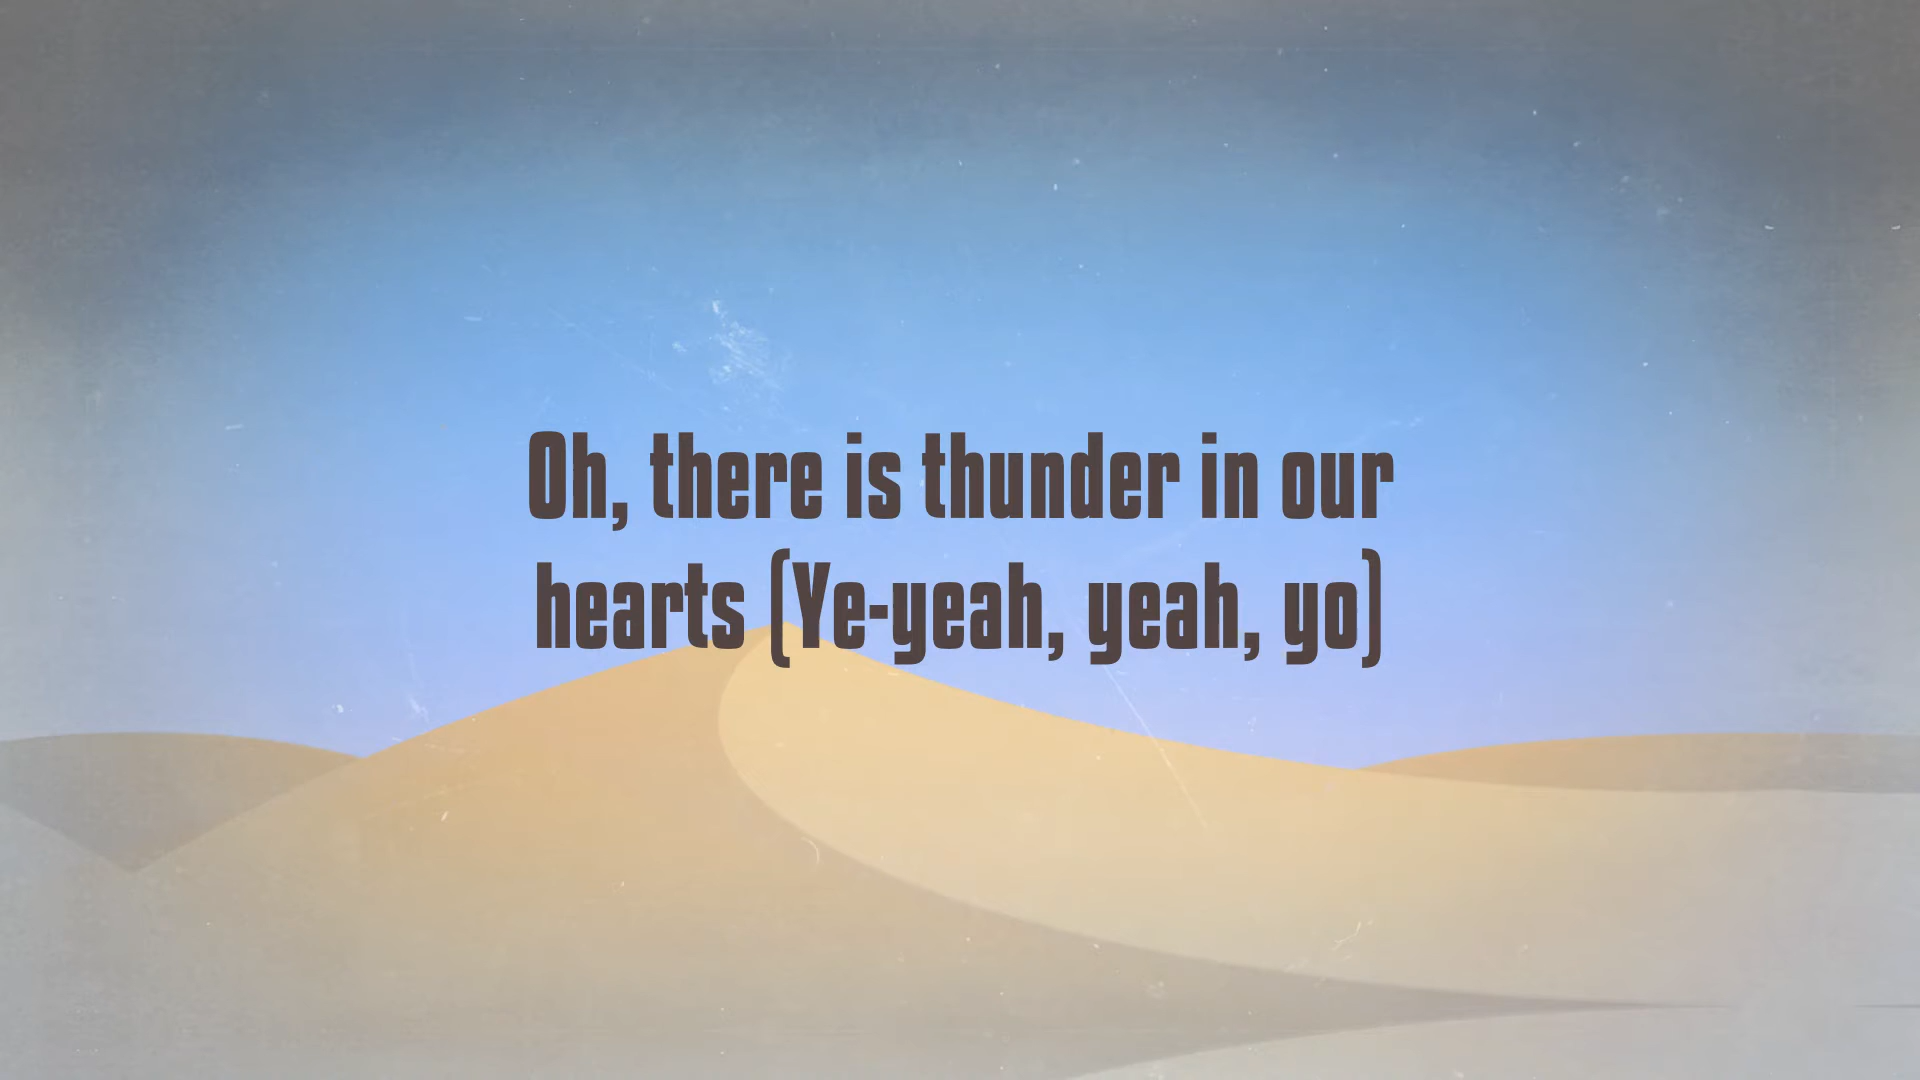 Oh, there is thunder in our
hearts (Ye-yeah, yeah, yo)